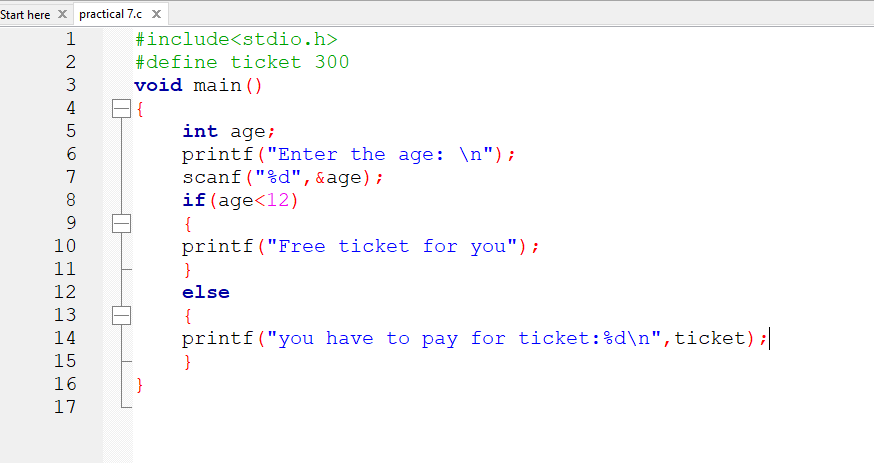 Start here X practical 7.c X
1 #include<stdio.h>
2 #define ticket 300
3 void main()
4 {
5 int age;
6 printf("Enter the age: \n");
7 scanf("%d",&age);
8 if(age<12)
9 {
10 printf("Free ticket for you");
11 }
12 else
13 {
14 printf("you have to pay for ticket:%d\n",ticket);
15 }
16 }
17